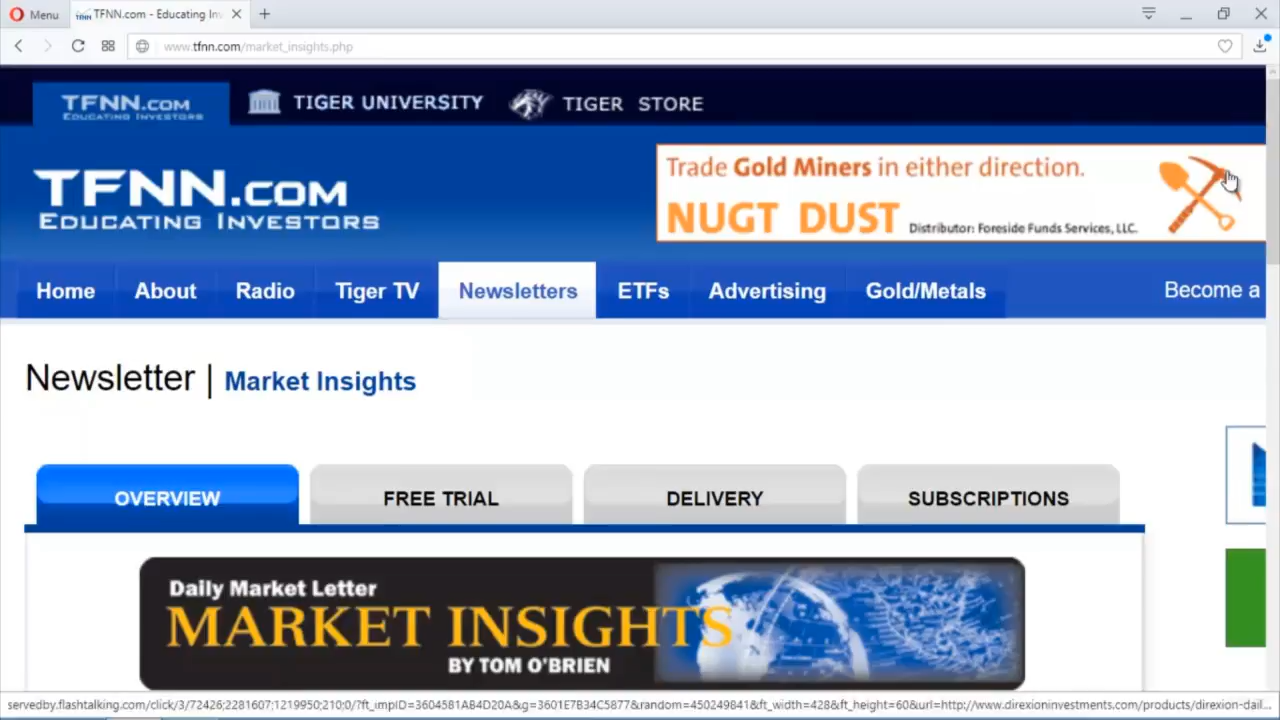 Menu
TFNN.com - Educating In
www.tfnn.com/market_insights.php
TFNN.COM
EDUCATING INVESTORS
TIGER UNIVERSITY
TIGER STORE
TFNN.COM
EDUCATING INVESTORS
Trade Gold Miners in either direction.
NUGT DUST Distributor: Foreside Funds Services, LLC.
Home About Radio Tiger TV Newsletters ETFs Advertising Gold/Metals Become a
Newsletter | Market Insights
OVERVIEW FREE TRIAL DELIVERY SUBSCRIPTIONS
Daily Market Letter
MARKET INSIGHTS
BY TOM O'BRIEN
servedby.flashtalking.com/click/3/72426;2281607;1219950;210;0/?ft_impID=3604581AB4D20A&g=3601E7B34C5877&random=450249841&ft_width=428&ft_height=60&url=http://www.direxioninvestments.com/products/direxion-dail...